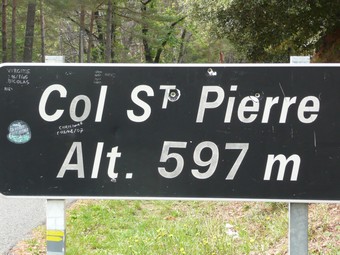 Col ST Pierre
Alt. 597 m